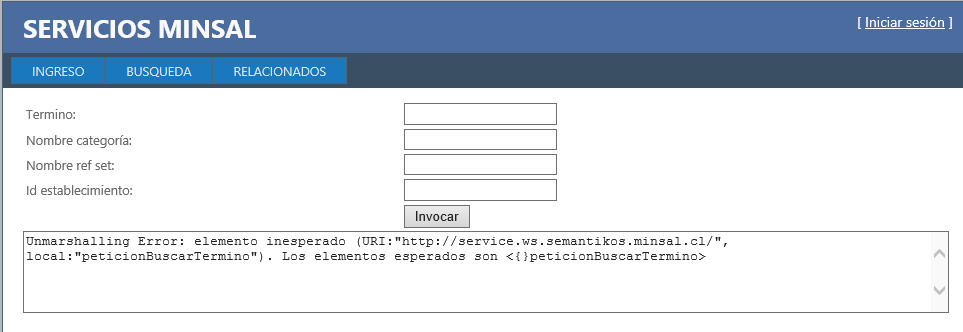 SERVICIOS MINSAL
[ Iniciar sesión ]
INGRESO BUSQUEDA RELACIONADOS
Termino:
Nombre categoría:
Nombre ref set:
Id establecimiento:
Invocar
Unmarshalling Error: elemento inesperado (URI:"http://service.ws.semantikos.minsal.cl/",
local:"peticionBuscarTermino"). Los elementos esperados son <{}peticionBuscarTermino>